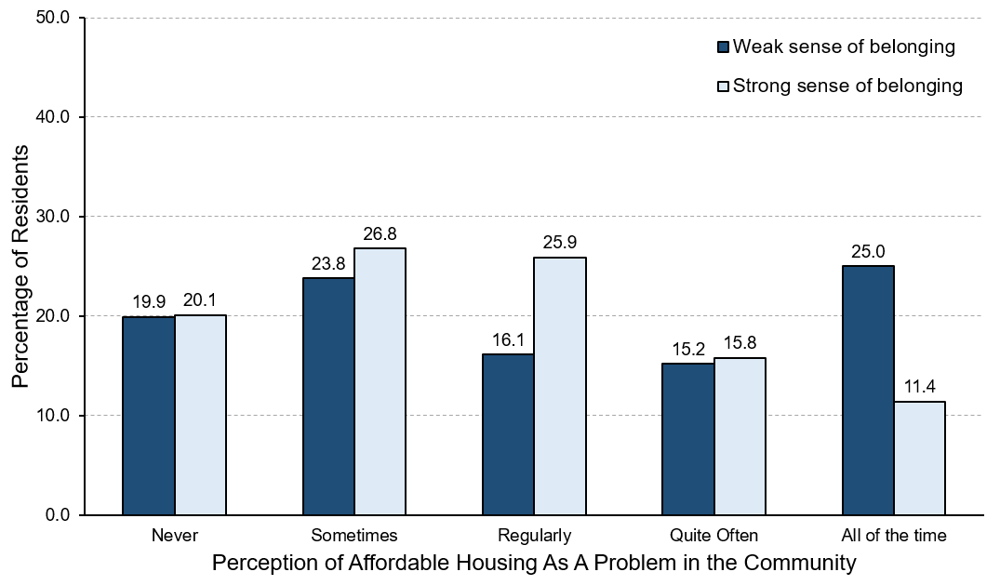 50.0
40.0
30.0
20.0
10.0
0.0
Percentage of Residents
Weak sense of belonging
Strong sense of belonging
19.9
20.1
23.8
26.8
16.1
25.9
15.2
15.8
25.0
11.4
Never
Sometimes
Regularly
Quite Often
All of the time
Perception of Affordable Housing As A Problem in the Community